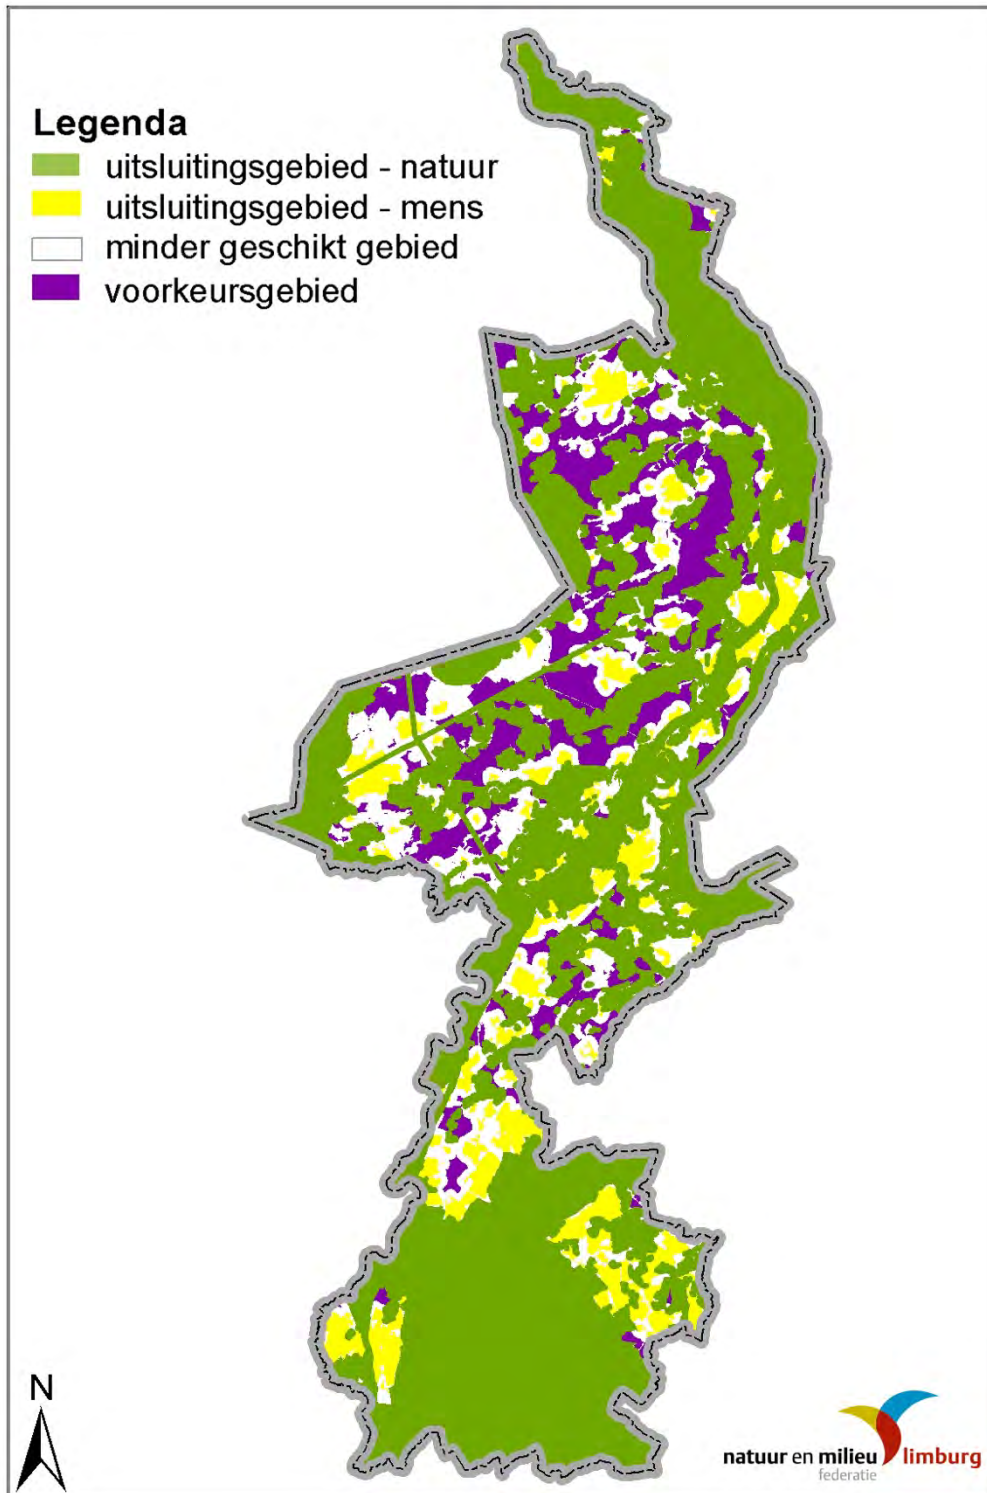 Legenda
uitsluitingsgebied - natuur
uitsluitingsgebied - mens
minder geschikt gebied
voorkeursgebied
N
natuur en milieu limburg
federatie